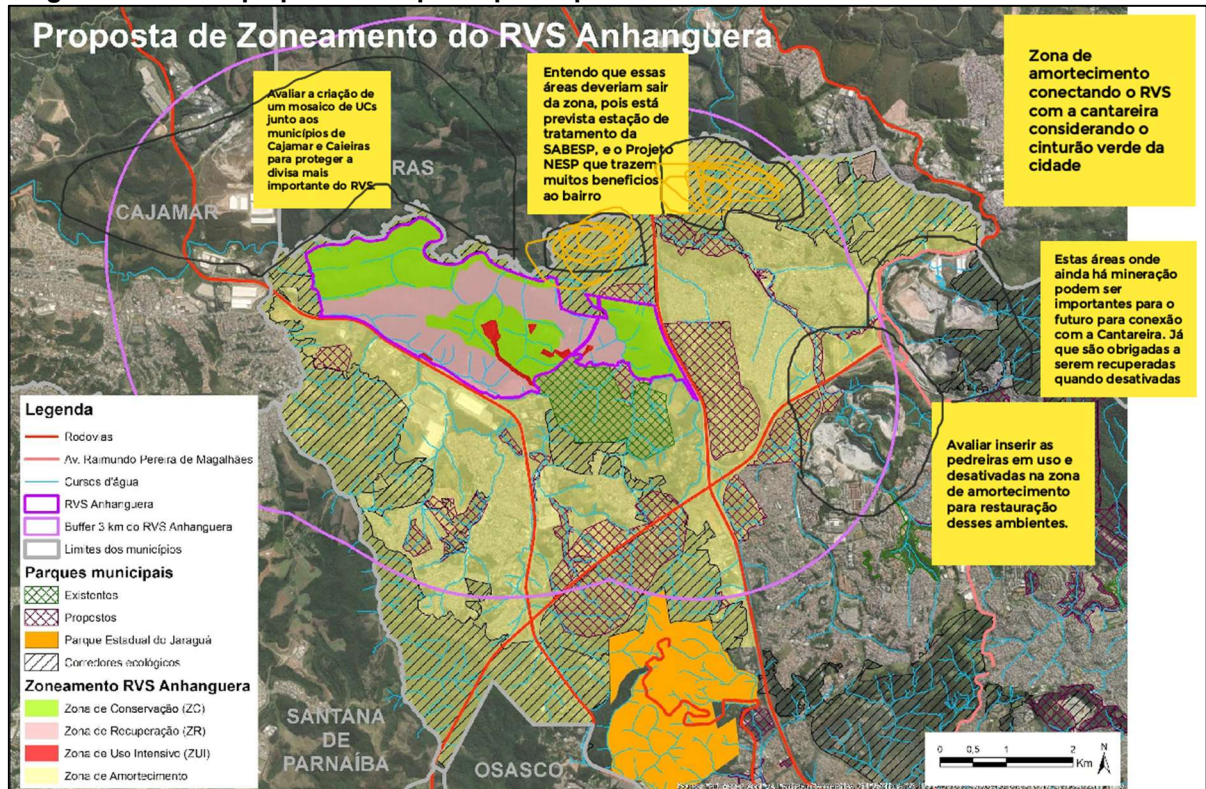 Proposta de Zoneamento do RVS Anhanguera
Avaliar a criação de
um mosaico de UCs
junto aos
municípios de
Cajamar e Caieiras
para proteger a
divisa mais
importante do RVS.
Entendo que essas
áreas deveriam sair
da zona, pois está
prevista estação de
tratamento da
SABESP, e o Projeto
NESP que trazem
muitos beneficios
ao bairro
Zona de
amortecimento
conectando o RVS
com a cantareira
considerando o
cinturão verde da
cidade
RAS
CAJAMAR
Estas áreas onde
ainda há mineração
podem ser
importantes para o
futuro para conexão
com a Cantareira. Já
que são obrigadas a
serem recuperadas
quando desativadas
Avaliar inserir as
pedreiras em uso e
desativadas na zona
de amortecimento
para restauração
desses ambientes.
Legenda
Rodovias
Av. Raimundo Pereira de Magalhães
Cursos d'água
RVS Anhanguera
Buffer 3 km do RVS Anhanguera
Limites dos municípios
Parques municipais
Existentes
Propostos
Parque Estadual do Jaraguá
Corredores ecológicos
Zoneamento RVS Anhanguera
Zona de Conservação (ZC)
Zona de Recuperação (ZR)
Zona de Uso Intensivo (ZUI)
Zona de Amortecimento
SANTANA
DE
PARNAÍBA
OSASCO
0 0,5 1 2
Km
N